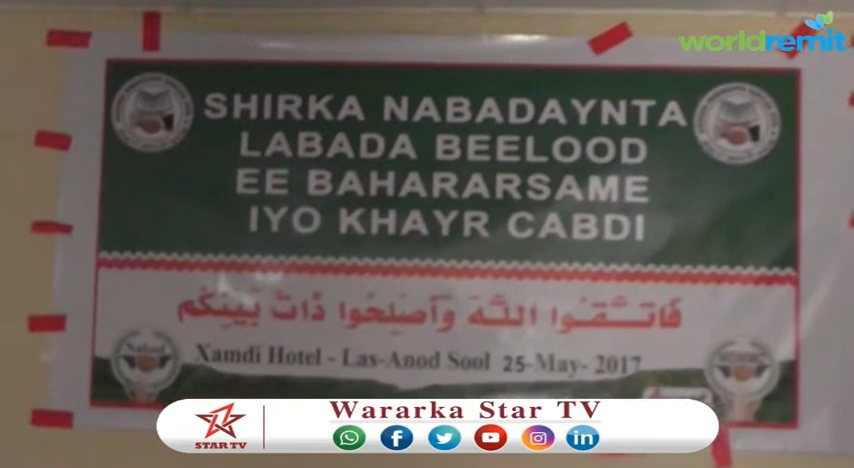 worldremit
SHIRKA NABADAYNTA
LABADA BEELOOD
EE BAHARARSAME
IYO KHAYR CABDI
فَاتَّقُوا اللَّهَ وَأَصْلِحُوا ذَاتَ بَيْنِكُمْ
Xamdi Hotel - Las-Anod Sool 25-May- 2017
STAR TV
Wararka Star TV